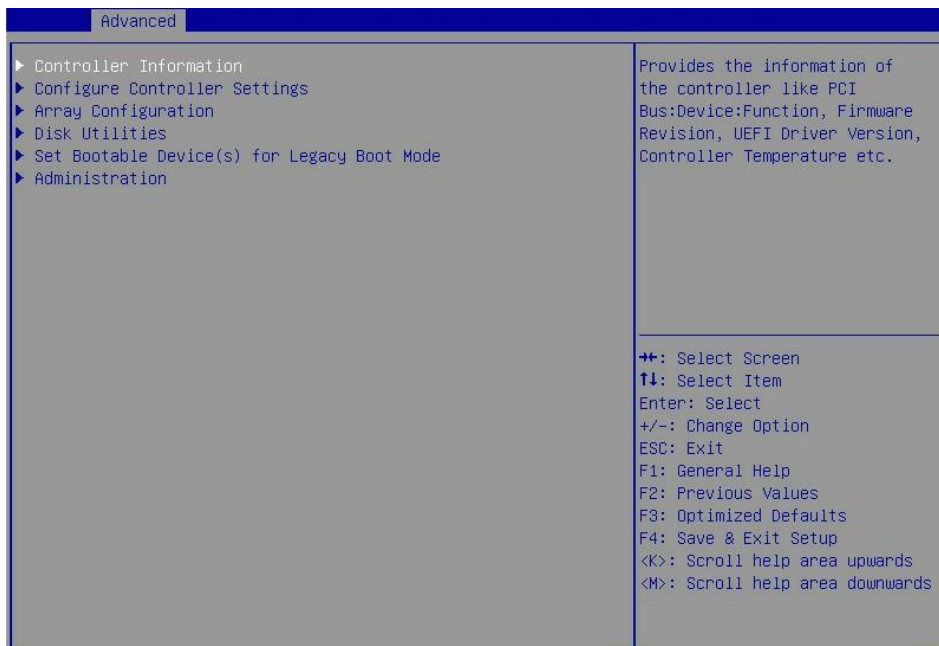 Advanced
▶ Controller Information
▶ Configure Controller Settings
▶ Array Configuration
▶ Disk Utilities
▶ Set Bootable Device(s) for Legacy Boot Mode
▶ Administration
Provides the information of
the controller like PCI
Bus:Device:Function, Firmware
Revision, UEFI Driver Version,
Controller Temperature etc.
→←: Select Screen
↑↓: Select Item
Enter: Select
+/-: Change Option
ESC: Exit
F1: General Help
F2: Previous Values
F3: Optimized Defaults
F4: Save & Exit Setup
<K>: Scroll help area upwards
<M>: Scroll help area downwards